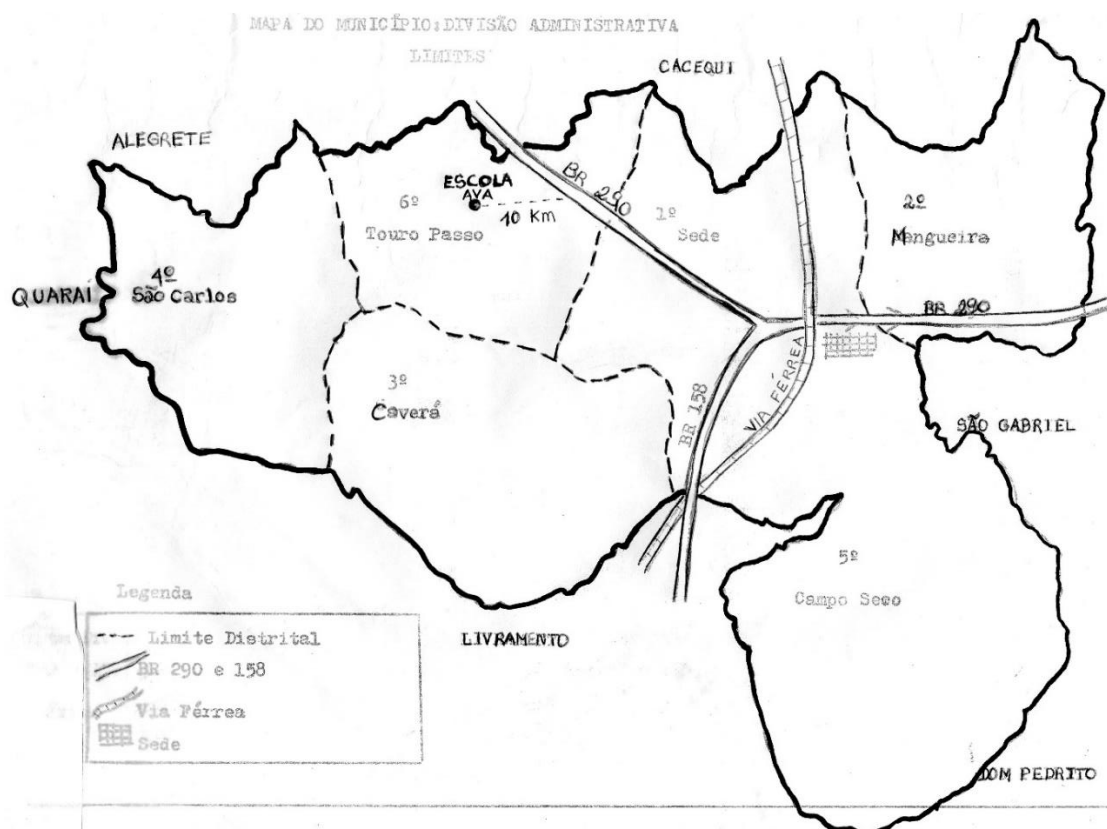 MAPA DO MUNICÍPIO:DIVISÃO ADMINISTRATIVA
LIMITES
CACEQUI
ALEGRETE
ESCOLA
AVA
10 Km
BR 290
6º
Touro Passo
1º
Sede
2º
Mangueira
QUARAI
4º
São Carlos
BR 290
3º
Caverá
BR 158
VIA FÉRREA
SÃO GABRIEL
5º
Campo Seco
LIVRAMENTO
DOM PEDRITO
Legenda
Limite Distrital
BR 290 e 158
Via Férrea
Sede